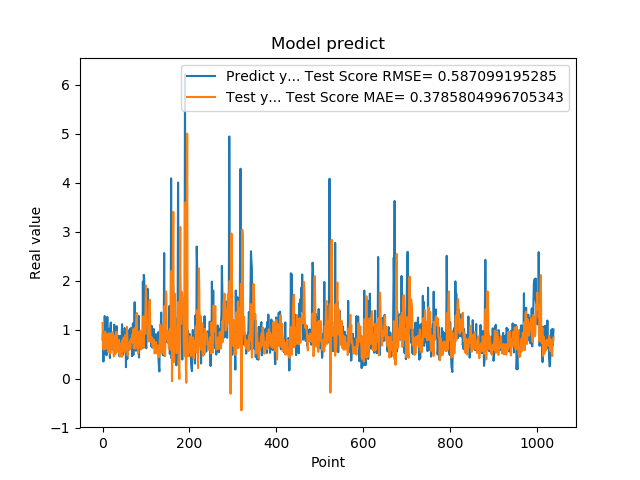 Model predict
Predict y... Test Score RMSE= 0.587099195285
Test y... Test Score MAE= 0.3785804996705343
Real value
6
5
4
3
2
1
0
−1
0 200 400 600 800 1000
Point